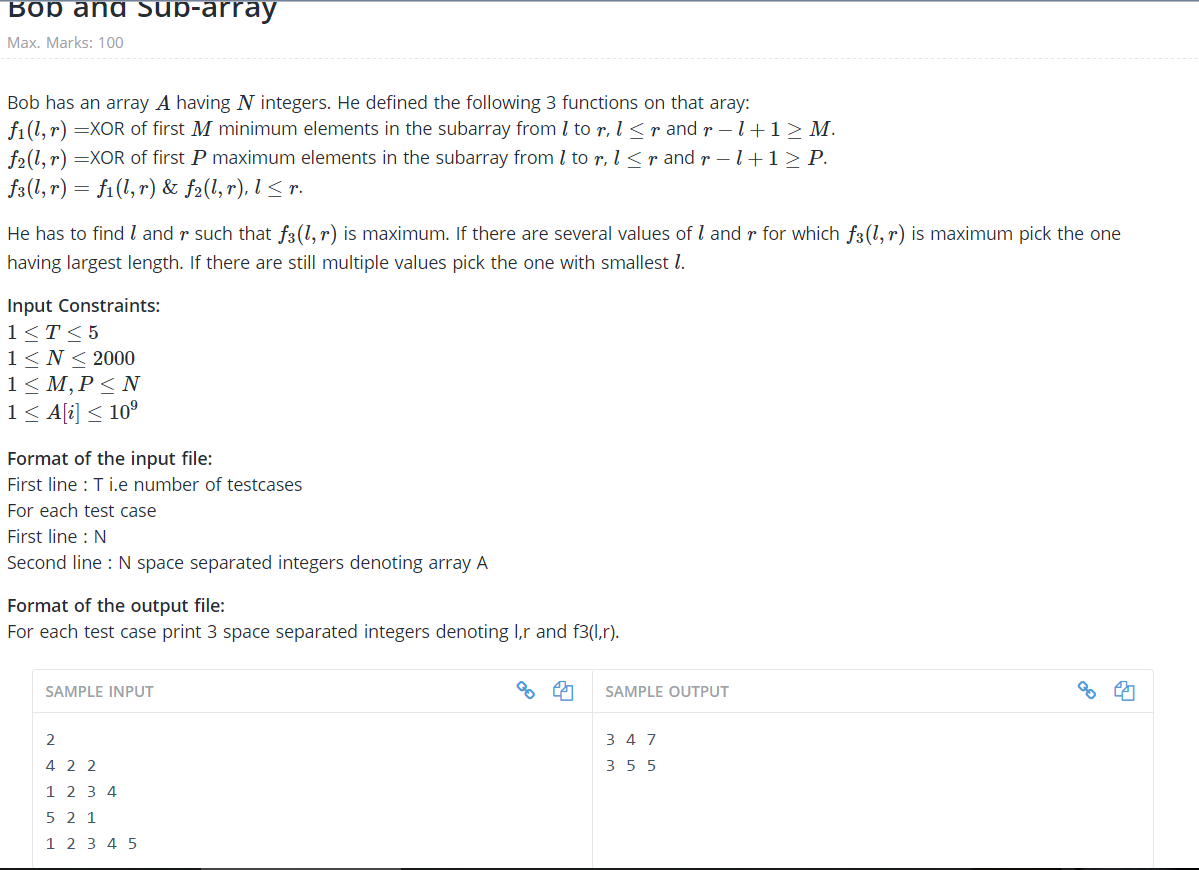 Bob and Sub-array
Max. Marks: 100
Bob has an array A having N integers. He defined the following 3 functions on that aray:
f₁(l, r) =XOR of first M minimum elements in the subarray from l to r, l ≤ r and r − l + 1 ≥ M.
f₂(l, r) =XOR of first P maximum elements in the subarray from l to r, l ≤ r and r − l + 1 ≥ P.
f₃(l, r) = f₁(l, r) & f₂(l, r), l ≤ r.
He has to find l and r such that f₃(l, r) is maximum. If there are several values of l and r for which f₃(l, r) is maximum pick the one
having largest length. If there are still multiple values pick the one with smallest l.
Input Constraints:
1 ≤ T ≤ 5
1 ≤ N ≤ 2000
1 ≤ M, P ≤ N
1 ≤ A[i] ≤ 10⁹
Format of the input file:
First line : T i.e number of testcases
For each test case
First line : N
Second line : N space separated integers denoting array A
Format of the output file:
For each test case print 3 space separated integers denoting l,r and f3(l,r).
SAMPLE INPUT
2
4 2 2
1 2 3 4
5 2 1
1 2 3 4 5
SAMPLE OUTPUT
3 4 7
3 5 5